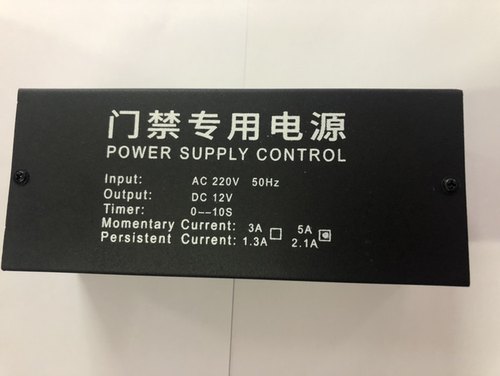 门禁专用电源
POWER SUPPLY CONTROL
Input: AC 220V 50Hz
Output: DC 12V
Timer: 0--10S
Momentary Current: 3A 5A
Persistent Current: 1.3A 2.1A